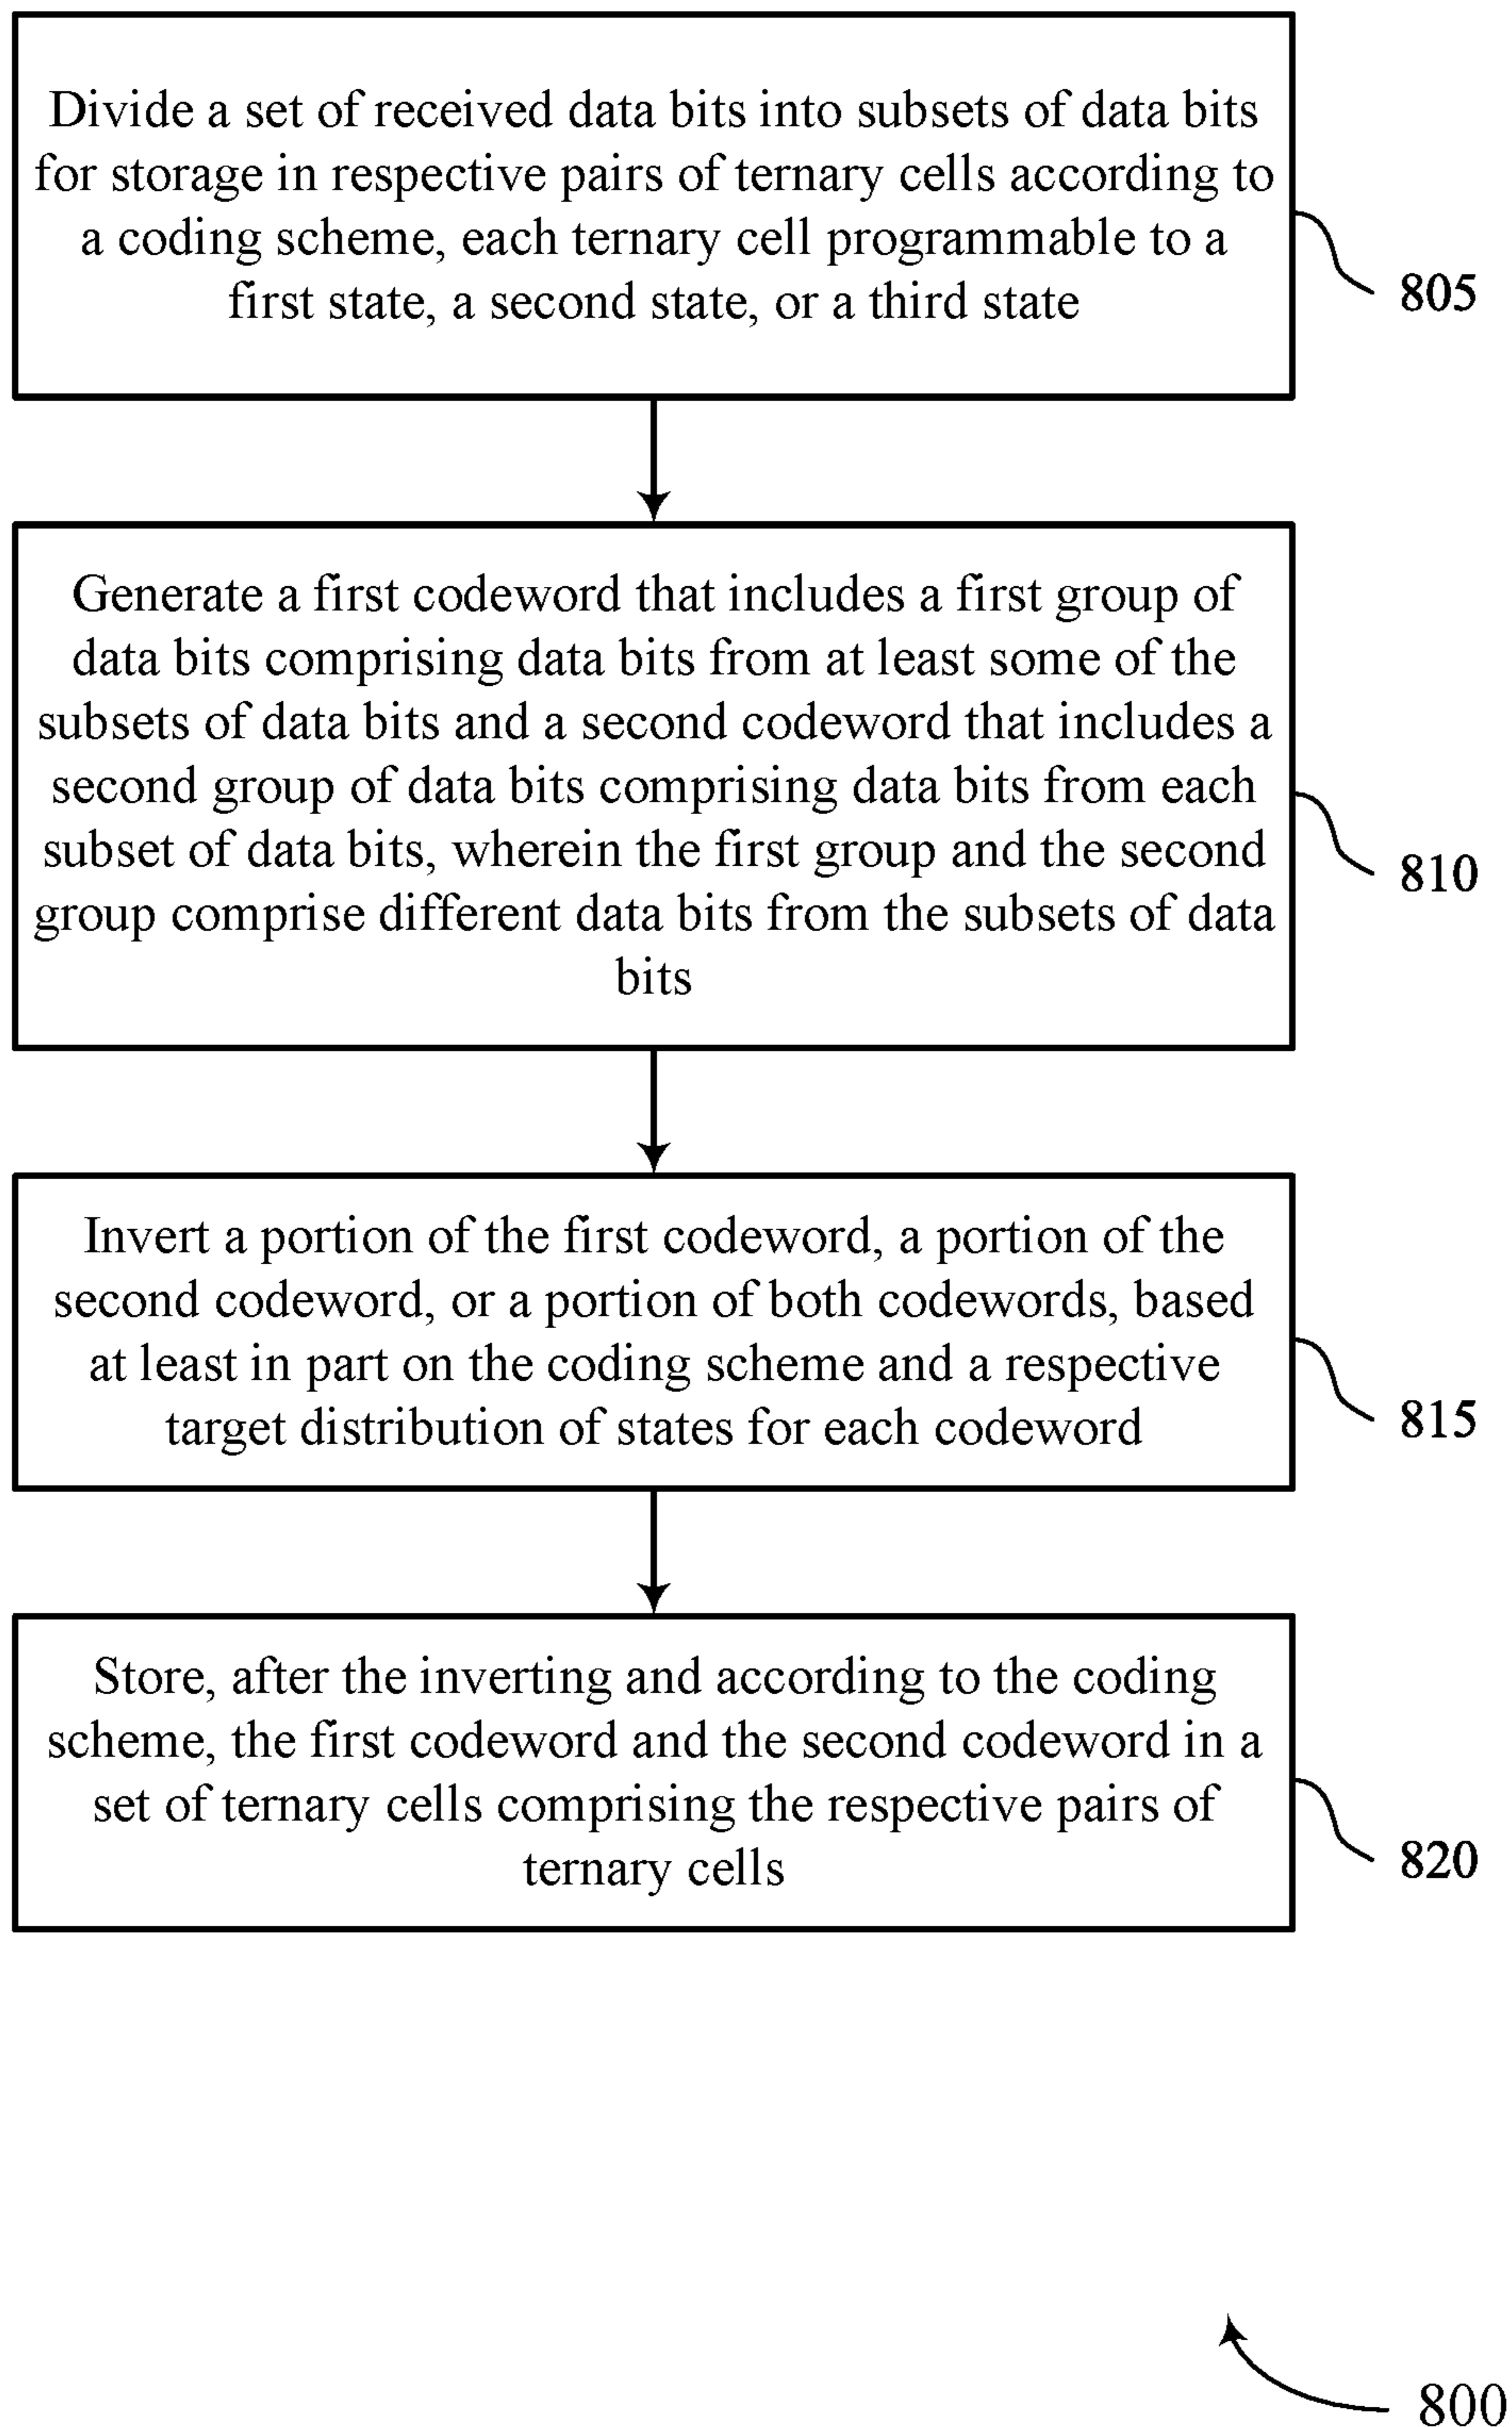 Divide a set of received data bits into subsets of data bits
for storage in respective pairs of ternary cells according to
a coding scheme, each ternary cell programmable to a
first state, a second state, or a third state
805
Generate a first codeword that includes a first group of
data bits comprising data bits from at least some of the
subsets of data bits and a second codeword that includes a
second group of data bits comprising data bits from each
subset of data bits, wherein the first group and the second
group comprise different data bits from the subsets of data
bits
810
Invert a portion of the first codeword, a portion of the
second codeword, or a portion of both codewords, based
at least in part on the coding scheme and a respective
target distribution of states for each codeword
815
Store, after the inverting and according to the coding
scheme, the first codeword and the second codeword in a
set of ternary cells comprising the respective pairs of
ternary cells
820
800